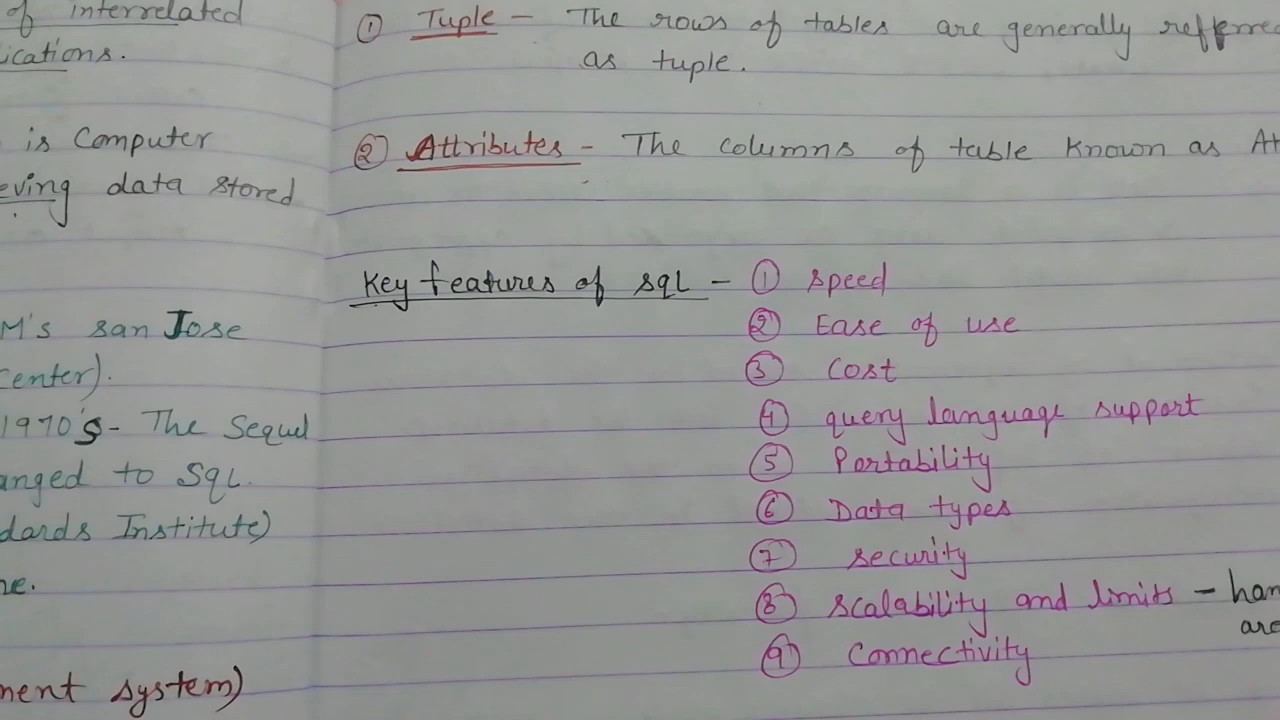 of interrelated
ications.
is Computer
eving data stored
M's san Jose
center).
1970's - The Sequel
anged to SQL.
dards Institute)
ne.
ment system)
① Tuple - The rows of tables are generally refferred
as tuple.
② Attributes - The columns of table known as At
Key features of SQL - ① speed
② Ease of use
③ Cost
④ query language support
⑤ Portability
⑥ Data types
⑦ security
⑧ scalability and limits - han
are
⑨ Connectivity